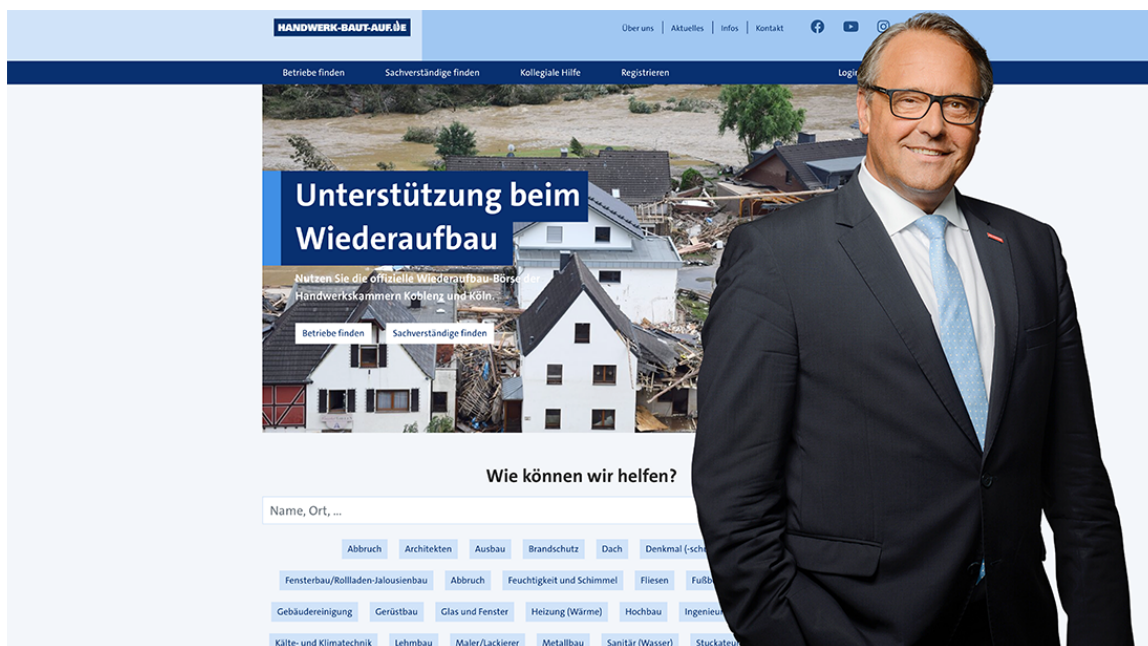 HANDWERK-BAUT-AUF.DE
Über uns | Aktuelles | Infos | Kontakt
Betriebe finden Sachverständige finden Kollegiale Hilfe Registrieren Login
Unterstützung beim
Wiederaufbau
Nutzen Sie die offizielle Wiederaufbau-Börse der
Handwerkskammern Koblenz und Köln.
Betriebe finden Sachverständige finden
Wie können wir helfen?
Name, Ort, ...
Abbruch Architekten Ausbau Brandschutz Dach Denkmal
Fensterbau/Rollladen-Jalousienbau Abbruch Feuchtigkeit und Schimmel Fliesen
Gebäudereinigung Gerüstbau Glas und Fenster Heizung (Wärme) Hochbau
Kälte- und Klimatechnik Lehmbau Maler/Lackierer Metallbau Sanitär (Wasser)